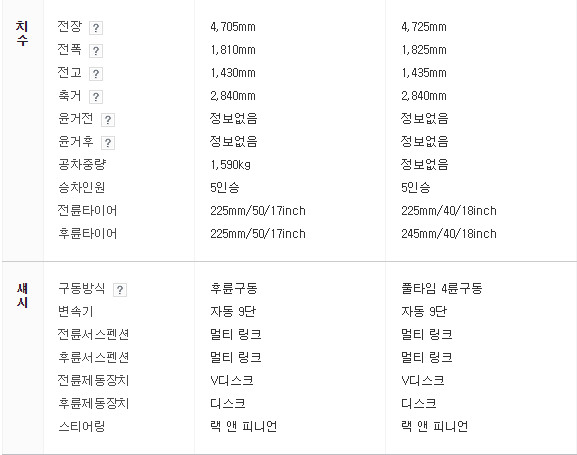 치수
전장 ? 4,705mm 4,725mm
전폭 ? 1,810mm 1,825mm
전고 ? 1,430mm 1,435mm
축거 ? 2,840mm 2,840mm
윤거전 ? 정보없음 정보없음
윤거후 ? 정보없음 정보없음
공차중량 1,590kg 정보없음
승차인원 5인승 5인승
전륜타이어 225mm/50/17inch 225mm/40/18inch
후륜타이어 225mm/50/17inch 245mm/40/18inch
섀시
구동방식 ? 후륜구동 풀타임 4륜구동
변속기 자동 9단 자동 9단
전륜서스펜션 멀티 링크 멀티 링크
후륜서스펜션 멀티 링크 멀티 링크
전륜제동장치 V디스크 V디스크
후륜제동장치 디스크 디스크
스티어링 랙 앤 피니언 랙 앤 피니언